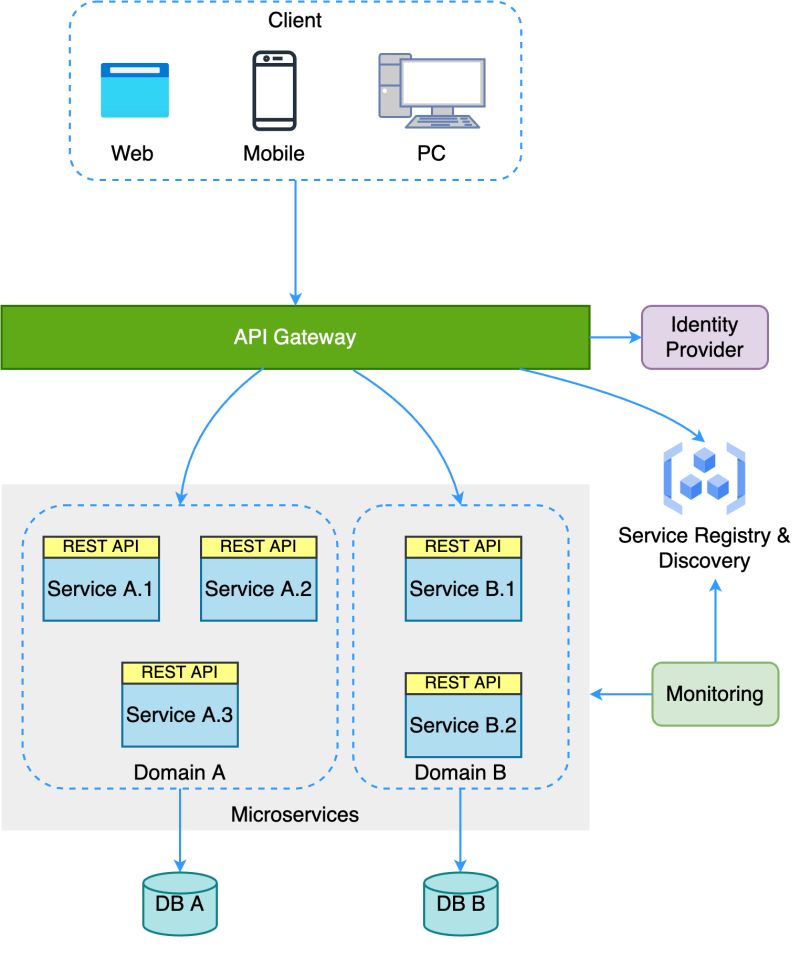 Client
Web
Mobile
PC
API Gateway
Identity
Provider
Service Registry &
Discovery
REST API
Service A.1
REST API
Service A.2
REST API
Service A.3
Domain A
REST API
Service B.1
REST API
Service B.2
Domain B
Microservices
Monitoring
DB A
DB B